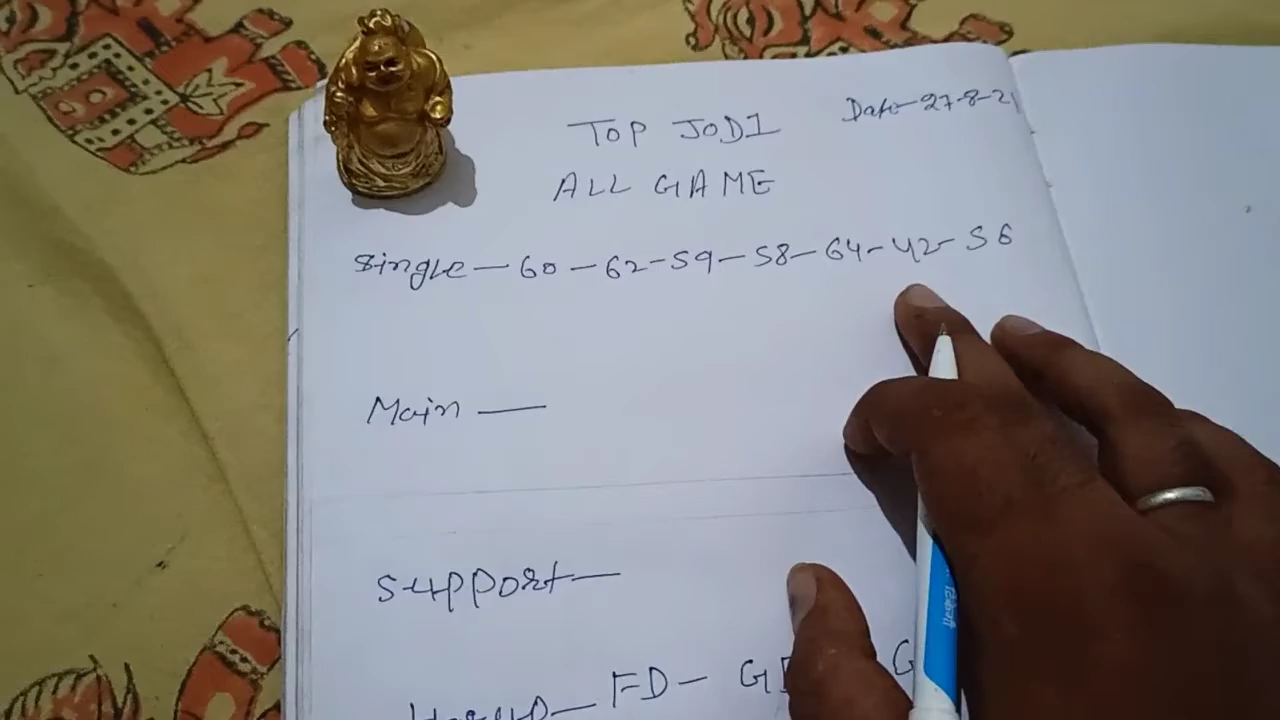 TOP JODI
Date-27-8-21
ALL GAME
Single-60-62-59-58-64-42-56
Main —
Support—
FD- G